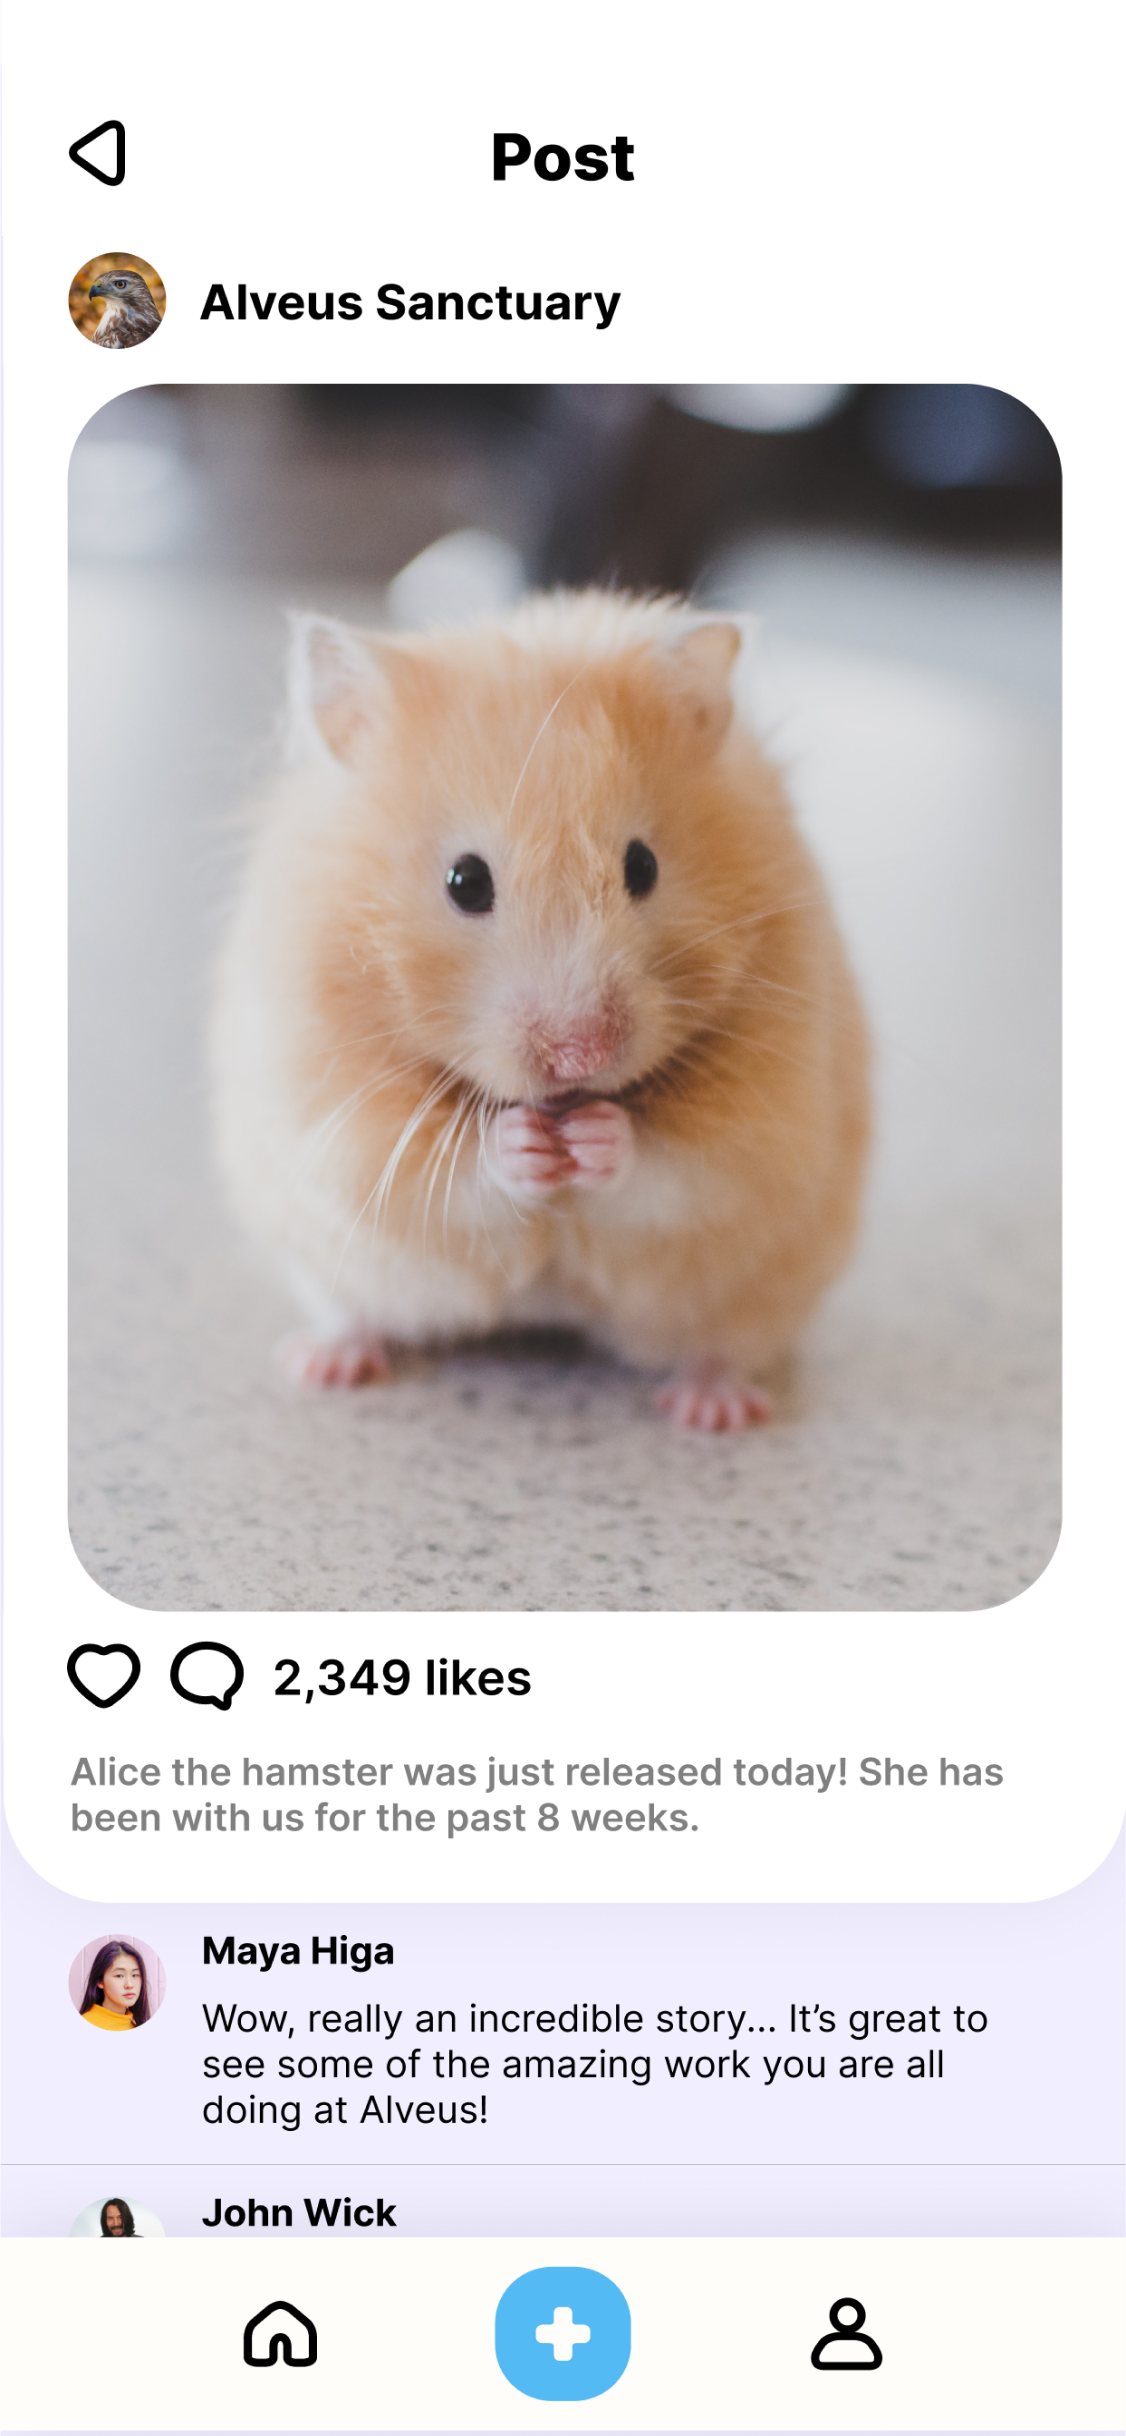 Post
Alveus Sanctuary
2,349 likes
Alice the hamster was just released today! She has
been with us for the past 8 weeks.
Maya Higa
Wow, really an incredible story... It’s great to
see some of the amazing work you are all
doing at Alveus!
John Wick